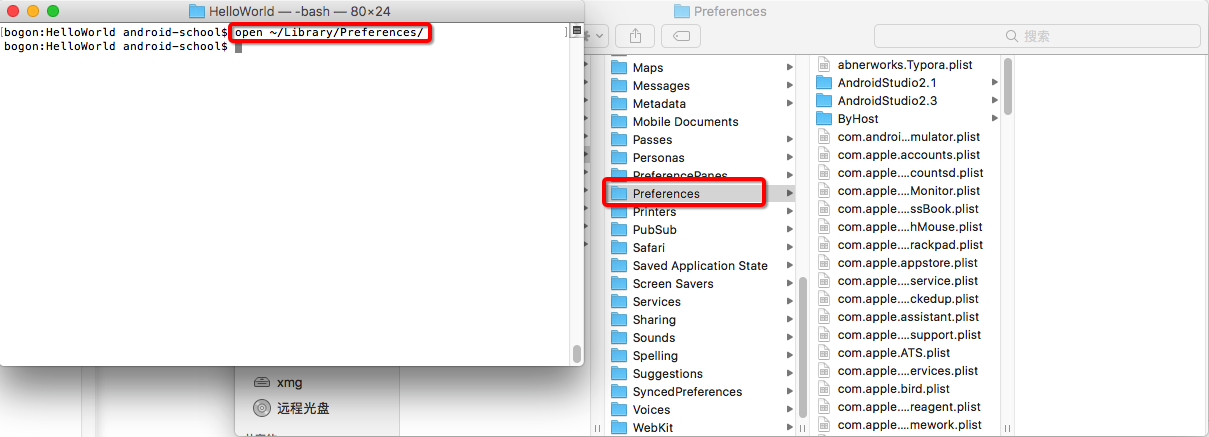 HelloWorld — -bash — 80×24
[bogon:HelloWorld android-school$ open ~/Library/Preferences/ ]
bogon:HelloWorld android-school$
xmg
远程光盘
Preferences
搜索
Maps
Messages
Metadata
Mobile Documents
Passes
Personas
PreferencePanes
Preferences
Printers
PubSub
Safari
Saved Application State
Screen Savers
Services
Sharing
Sounds
Spelling
Suggestions
SyncedPreferences
Voices
WebKit
abnerworks.Typora.plist
AndroidStudio2.1
AndroidStudio2.3
ByHost
com.androi...mulator.plist
com.apple.accounts.plist
com.apple....countsd.plist
com.apple....Monitor.plist
com.apple....ssBook.plist
com.apple....hMouse.plist
com.apple....rackpad.plist
com.apple.appstore.plist
com.apple....service.plist
com.apple....ckedup.plist
com.apple.assistant.plist
com.apple....support.plist
com.apple.ATS.plist
com.apple....ervices.plist
com.apple.bird.plist
com.apple....reagent.plist
com.apple....mework.plist